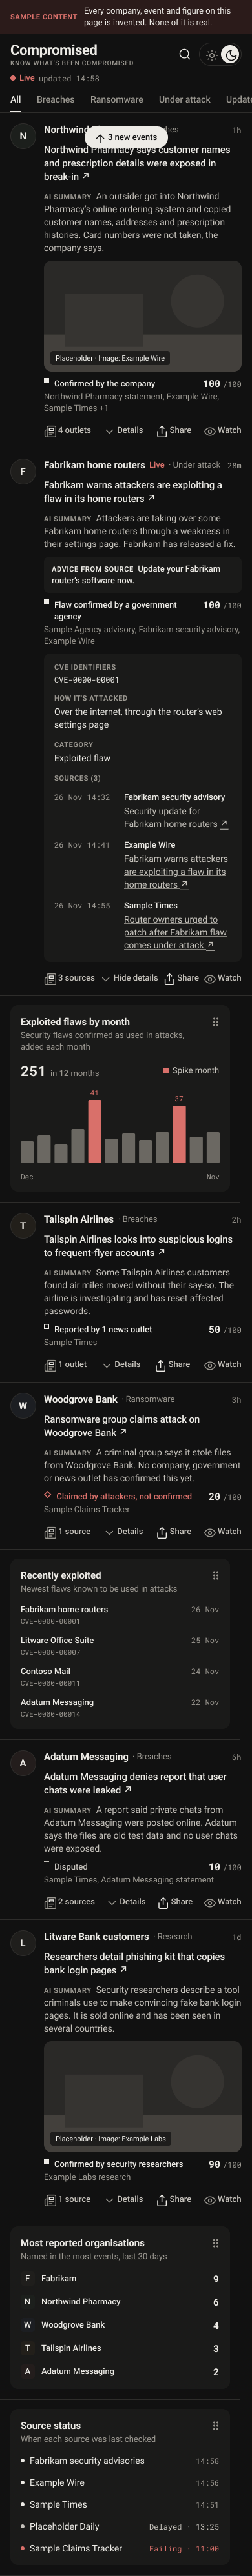 SAMPLE CONTENT
Every company, event and figure on this
page is invented. None of it is real.
Compromised
KNOW WHAT'S BEEN COMPROMISED
Live updated 14:58
All Breaches Ransomware Under attack
N
1h
3 new events
Northwind Pharmacy says customer names
and prescription details were exposed in
break-in ↗
AI SUMMARY An outsider got into Northwind
Pharmacy's online ordering system and copied
customer names, addresses and prescription
histories. Card numbers were not taken, the
company says.
Placeholder · Image: Example Wire
Confirmed by the company 100 /100
Northwind Pharmacy statement, Example Wire,
Sample Times +1
4 outlets Details Share Watch
F
Fabrikam home routers Live · Under attack 28m
Fabrikam warns attackers are exploiting a
flaw in its home routers ↗
AI SUMMARY Attackers are taking over some
Fabrikam home routers through a weakness in
their settings page. Fabrikam has released a fix.
ADVICE FROM SOURCE Update your Fabrikam
router's software now.
Flaw confirmed by a government
agency
100 /100
Sample Agency advisory, Fabrikam security advisory,
Example Wire
CVE IDENTIFIERS
CVE-0000-00001
HOW IT'S ATTACKED
Over the internet, through the router's web
settings page
CATEGORY
Exploited flaw
SOURCES (3)
26 Nov 14:32 Fabrikam security advisory
Security update for
Fabrikam home routers ↗
26 Nov 14:41 Example Wire
Fabrikam warns attackers
are exploiting a flaw in its
home routers ↗
26 Nov 14:55 Sample Times
Router owners urged to
patch after Fabrikam flaw
comes under attack ↗
3 sources Hide details Share Watch
Exploited flaws by month
Security flaws confirmed as used in attacks,
added each month
251 in 12 months Spike month
41
37
Dec Nov
T
Tailspin Airlines · Breaches 2h
Tailspin Airlines looks into suspicious logins
to frequent-flyer accounts ↗
AI SUMMARY Some Tailspin Airlines customers
found air miles moved without their say-so. The
airline is investigating and has reset affected
passwords.
Reported by 1 news outlet 50 /100
Sample Times
1 outlet Details Share Watch
W
Woodgrove Bank · Ransomware 3h
Ransomware group claims attack on
Woodgrove Bank ↗
AI SUMMARY A criminal group says it stole files
from Woodgrove Bank. No company, government
or news outlet has confirmed this yet.
Claimed by attackers, not confirmed 20 /100
Sample Claims Tracker
1 source Details Share Watch
Recently exploited
Newest flaws known to be used in attacks
Fabrikam home routers 26 Nov
CVE-0000-00001
Litware Office Suite 25 Nov
CVE-0000-00007
Contoso Mail 24 Nov
CVE-0000-00011
Adatum Messaging 22 Nov
CVE-0000-00014
A
Adatum Messaging · Breaches 6h
Adatum Messaging denies report that user
chats were leaked ↗
AI SUMMARY A report said private chats from
Adatum Messaging were posted online. Adatum
says the files are old test data and no user chats
were exposed.
Disputed 10 /100
Sample Times, Adatum Messaging statement
2 sources Details Share Watch
L
Litware Bank customers · Research 1d
Researchers detail phishing kit that copies
bank login pages ↗
AI SUMMARY Security researchers describe a tool
criminals use to make convincing fake bank login
pages. It is sold online and has been seen in
several countries.
Placeholder · Image: Example Labs
Confirmed by security researchers 90 /100
Example Labs research
1 source Details Share Watch
Most reported organisations
Named in the most events, last 30 days
F Fabrikam 9
N Northwind Pharmacy 6
W Woodgrove Bank 4
T Tailspin Airlines 3
A Adatum Messaging 2
Source status
When each source was last checked
Fabrikam security advisories 14:58
Example Wire 14:56
Sample Times 14:51
Placeholder Daily Delayed · 13:25
Sample Claims Tracker Failing · 11:00